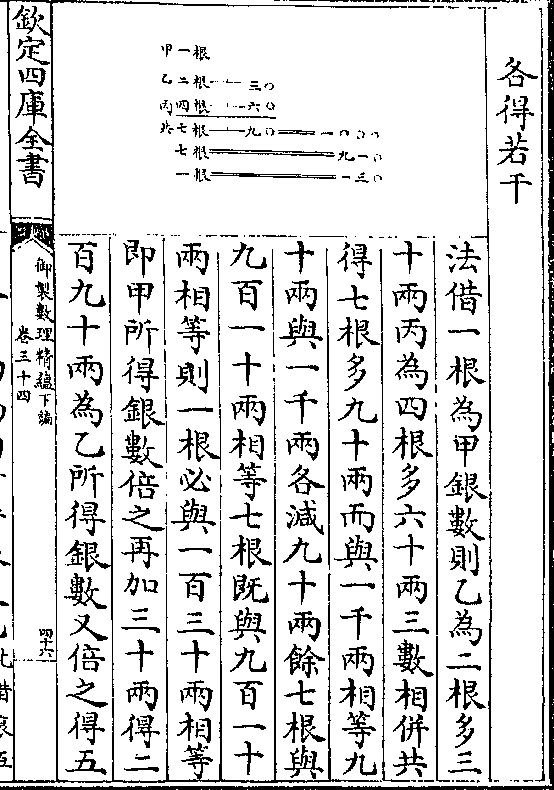 各得若干
甲一根
乙二根 三〇
丙四根 六〇
共七根 九〇 一〇〇〇
七根 九一〇
一根 一三〇
法借一根為甲銀數則乙為二根多三
十兩丙為四根多六十兩三數相併共
得七根多九十兩而與一千兩相等九
十兩與一千兩各減九十兩餘七根與
九百一十兩相等七根既與九百一十
兩相等則一根必與一百三十兩相等
即甲所得銀數倍之再加三十兩得二
百九十兩為乙所得銀數又倍之得五
欽定四庫全書
御製數理精蘊下編
卷三十四